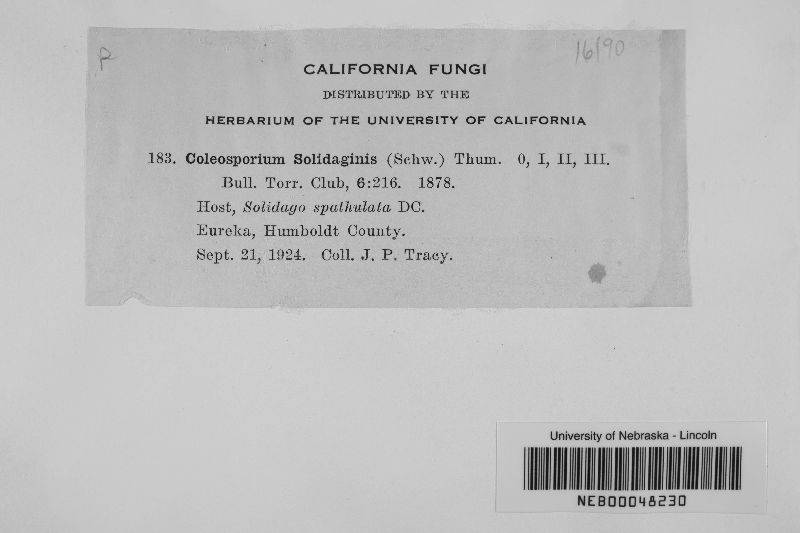 P
16190
CALIFORNIA FUNGI
DISTRIBUTED BY THE
HERBARIUM OF THE UNIVERSITY OF CALIFORNIA
183. Coleosporium Solidaginis (Schw.) Thum. 0, I, II, III.
Bull. Torr. Club, 6:216. 1878.
Host, Solidago spathulata DC.
Eureka, Humboldt County.
Sept. 21, 1924. Coll. J. P. Tracy.
University of Nebraska - Lincoln
NEB00048230